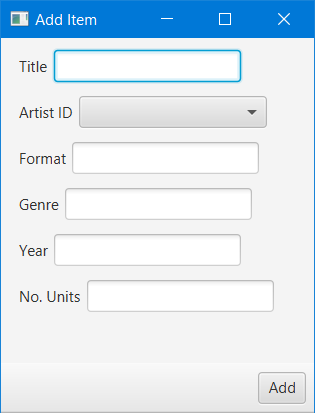 Add Item
Title
Artist ID
Format
Genre
Year
No. Units
Add